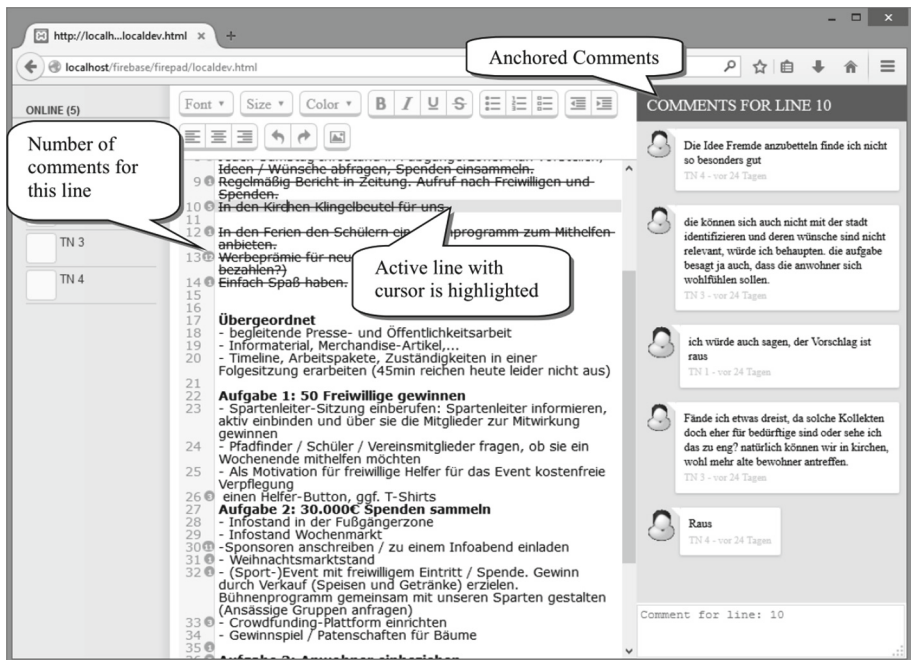 http://localh...localdev.html ×
localhost/firebase/firepad/localdev.html
Anchored Comments
ONLINE (5)
Number of
comments for
this line
TN 3
TN 4
Font Size Color B I U S
Ideen / Wünsche abfragen, Spenden einsammeln.
9 Regelmäßig Bericht in Zeitung. Aufruf nach Freiwilligen und
Spenden.
10 In den Kirchen Klingelbeutel für uns.
11
12 In den Ferien den Schülern ein nprogramm zum Mithelfen
anbieten.
13 12 Werbeprämie für neu
bezahlen?)
14 Einfach Spaß haben.
15
16
Active line with
cursor is highlighted
17 Übergeordnet
18 - begleitende Presse- und Öffentlichkeitsarbeit
19 - Informaterial, Merchandise-Artikel,...
20 - Timeline, Arbeitspakete, Zuständigkeiten in einer
Folgesitzung erarbeiten (45min reichen heute leider nicht aus)
21
22 Aufgabe 1: 50 Freiwillige gewinnen
23 - Spartenleiter-Sitzung einberufen: Spartenleiter informieren,
aktiv einbinden und über sie die Mitglieder zur Mitwirkung
gewinnen
24 - Pfadfinder / Schüler / Vereinsmitglieder fragen, ob sie ein
Wochenende mithelfen möchten
25 - Als Motivation für freiwillige Helfer für das Event kostenfreie
Verpflegung
26 einen Helfer-Button, ggf. T-Shirts
27 Aufgabe 2: 30.000€ Spenden sammeln
28 - Infostand in der Fußgängerzone
29 - Infostand Wochenmarkt
30 11 -Sponsoren anschreiben / zu einem Infoabend einladen
31 - Weihnachtsmarktstand
32 - (Sport-)Event mit freiwilligem Eintritt / Spende. Gewinn
durch Verkauf (Speisen und Getränke) erzielen.
Bühnenprogramm gemeinsam mit unseren Sparten gestalten
(Ansässige Gruppen anfragen)
33 - Crowdfunding-Plattform einrichten
34 - Gewinnspiel / Patenschaften für Bäume
35
COMMENTS FOR LINE 10
Die Idee Fremde anzubetteln finde ich nicht
so besonders gut
TN 4 - vor 24 Tagen
die können sich auch nicht mit der stadt
identifizieren und deren wünsche sind nicht
relevant, würde ich behaupten. die aufgabe
besagt ja auch, dass die anwohner sich
wohlfühlen sollen.
TN 3 - vor 24 Tagen
ich würde auch sagen, der Vorschlag ist
raus
TN 1 - vor 24 Tagen
Fände ich etwas dreist, da solche Kollekten
doch eher für bedürftige sind oder sehe ich
das zu eng? natürlich können wir in kirchen,
wohl mehr alte bewohner antreffen.
TN 3 - vor 24 Tagen
Raus
TN 4 - vor 24 Tagen
Comment for line: 10